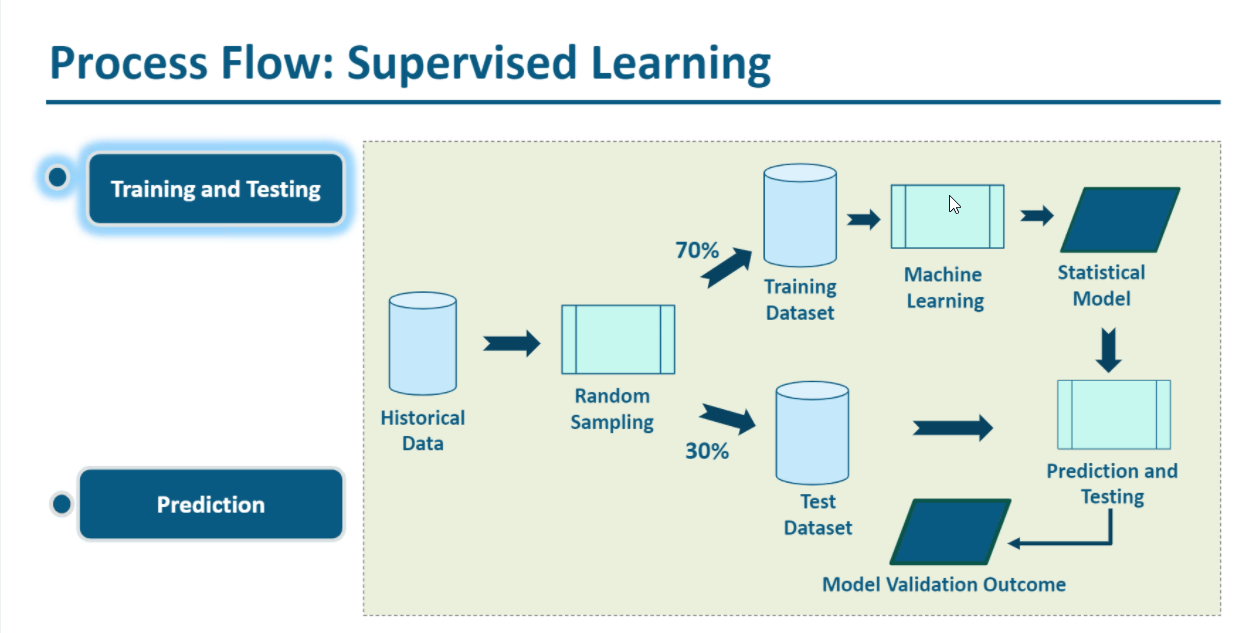 Process Flow: Supervised Learning
Training and Testing
Prediction
Historical
Data
Random
Sampling
70%
30%
Training
Dataset
Machine
Learning
Statistical
Model
Test
Dataset
Prediction and
Testing
Model Validation Outcome